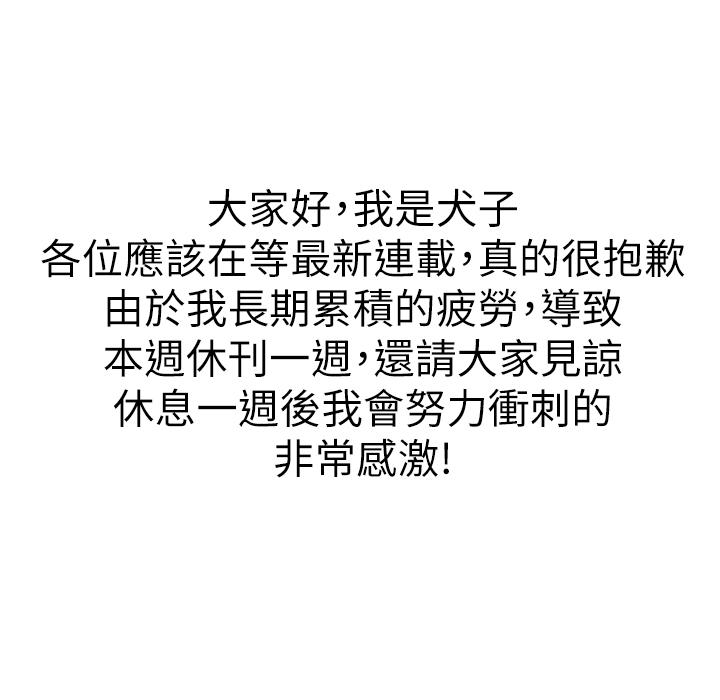 大家好，我是犬子
各位應該在等最新連載，真的很抱歉
由於我長期累積的疲勞，導致
本週休刊一週，還請大家見諒
休息一週後我會努力衝刺的
非常感激!